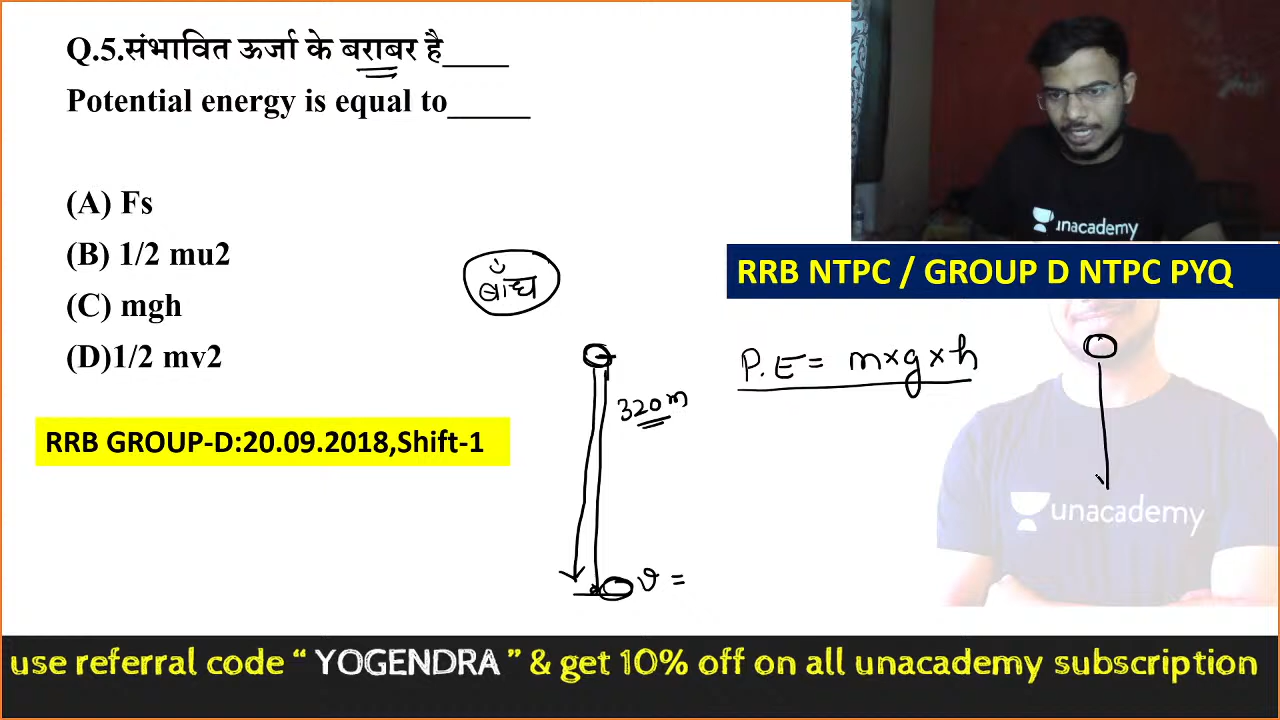 Q.5.संभावित ऊर्जा के बराबर है____
Potential energy is equal to_____
(A) Fs
(B) 1/2 mu2
(C) mgh
(D)1/2 mv2
RRB GROUP-D:20.09.2018,Shift-1
unacademy
RRB NTPC / GROUP D NTPC PYQ
बांध
P.E = m×g×h
320m
v =
unacademy
use referral code “ YOGENDRA ” & get 10% off on all unacademy subscription